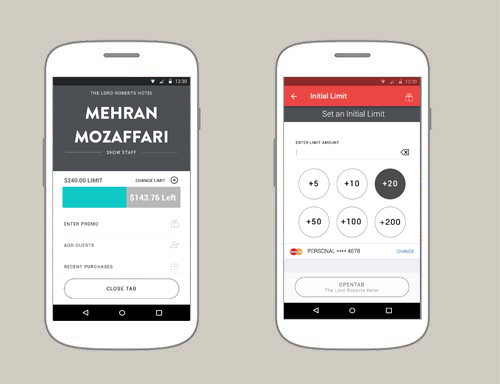 12:30
THE LORD ROBERTS HOTEL
MEHRAN
MOZAFFARI
SHOW STAFF
$240.00 LIMIT
CHANGE LIMIT
$143.76 Left
ENTER PROMO
ADD GUESTS
RECENT PURCHASES
CLOSE TAB
12:30
Initial Limit
Set an Initial Limit
ENTER LIMIT AMOUNT
+5
+10
+20
+50
+100
+200
PERSONAL •••• 4678
CHANGE
OPENTAB
The Lord Roberts Hotel